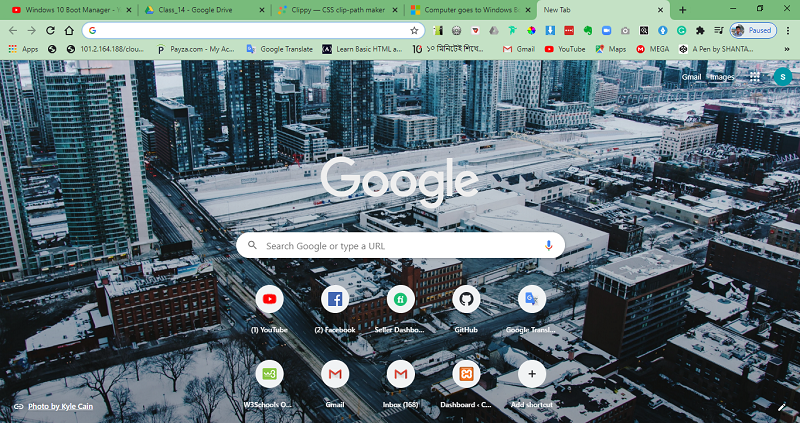 Windows 10 Boot Manager - Y
Class_14 - Google Drive
Clippy — CSS clip-path maker
Computer goes to Windows B
New Tab
G
Paused
Apps
101.2.164.188/clou...
Payza.com - My Ac...
Google Translate
Learn Basic HTML a...
১০ মিনিটেই শিখে...
Gmail
YouTube
Maps
MEGA
A Pen by SHANTA...
Gmail Images
S
Google
Search Google or type a URL
(1) YouTube
(2) Facebook
Seller Dashbo...
GitHub
Google Transl...
W3Schools O...
Gmail
Inbox (168)
Dashboard ‹ C...
Add shortcut
Photo by Kyle Cain